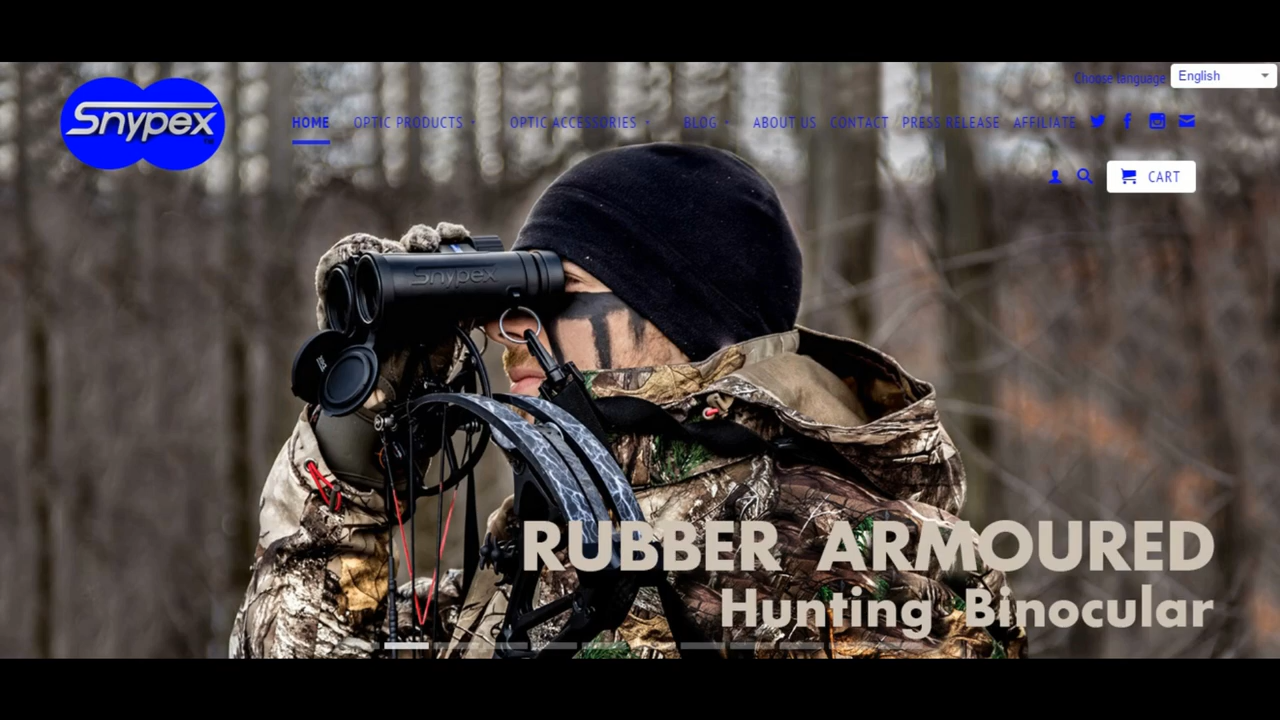 Choose language English
Snypex
HOME OPTIC PRODUCTS OPTIC ACCESSORIES BLOG ABOUT US CONTACT PRESS RELEASE AFFILIATE
CART
Snypex
RUBBER ARMOURED
Hunting Binocular